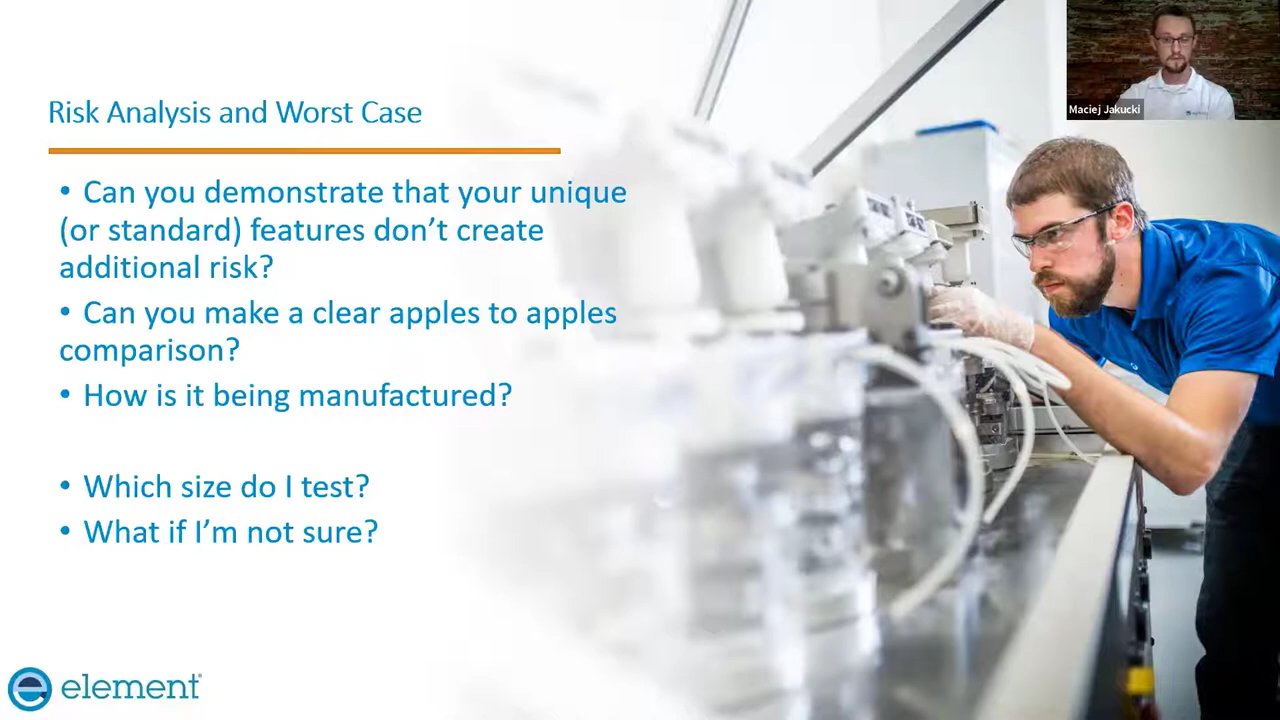 Maciej Jakucki
Risk Analysis and Worst Case
• Can you demonstrate that your unique
(or standard) features don’t create
additional risk?
• Can you make a clear apples to apples
comparison?
• How is it being manufactured?
• Which size do I test?
• What if I’m not sure?
element